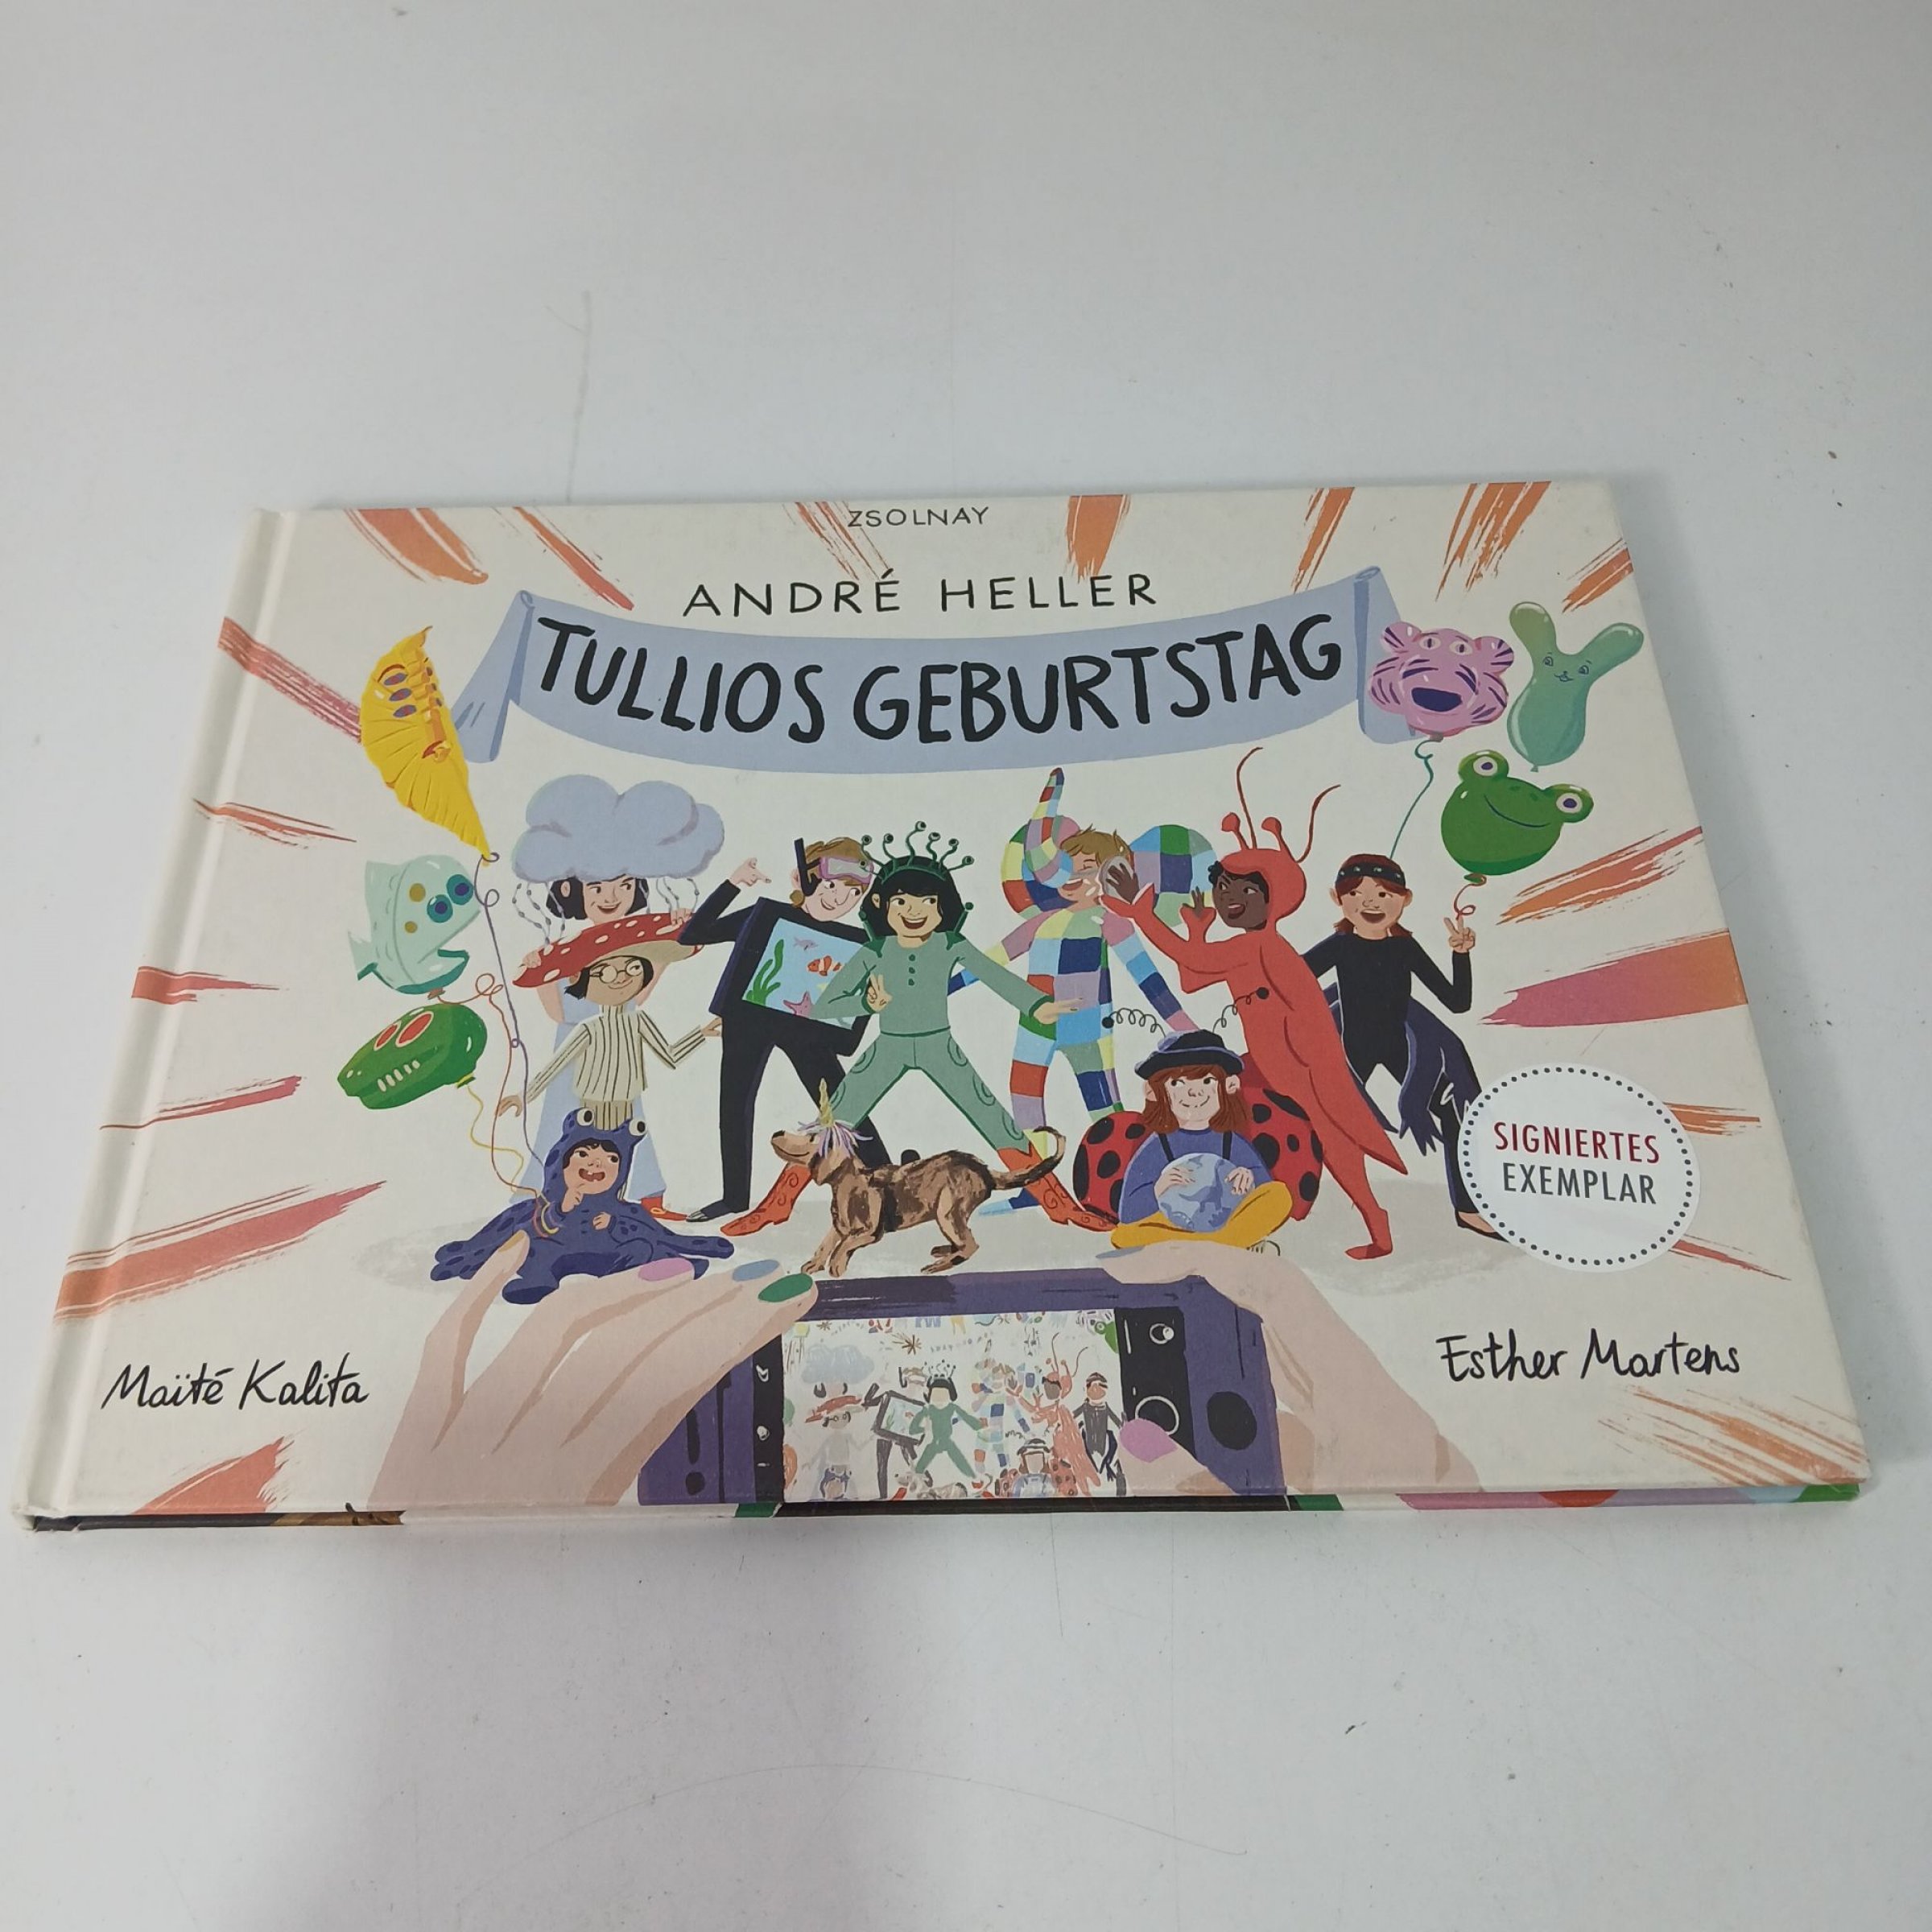 ZSOLNAY
ANDRÉ HELLER
TULLIOS GEBURTSTAG
SIGNIERTES
EXEMPLAR
Maïté Kalita
Esther Martens